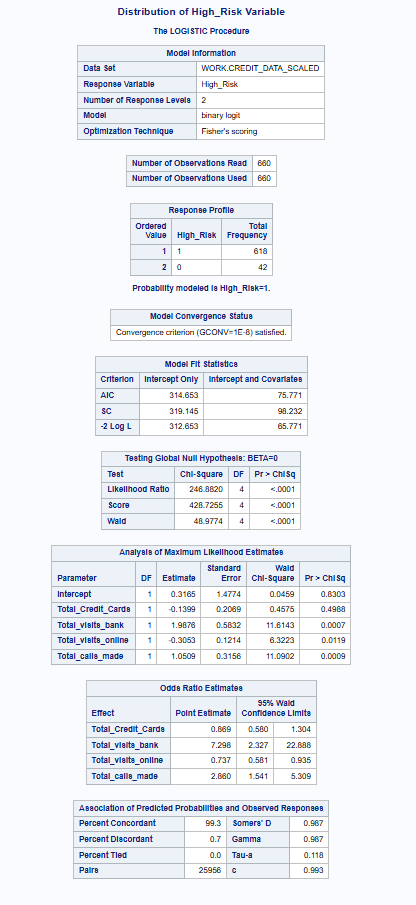 Distribution of High_Risk Variable
The LOGISTIC Procedure
Model Information
Data Set WORK.CREDIT_DATA_SCALED
Response Variable High_Risk
Number of Response Levels 2
Model binary logit
Optimization Technique Fisher's scoring
Number of Observations Read 660
Number of Observations Used 660
Response Profile
Ordered Value High_Risk Total Frequency
1 1 618
2 0 42
Probability modeled is High_Risk=1.
Model Convergence Status
Convergence criterion (GCONV=1E-8) satisfied.
Model Fit Statistics
Criterion Intercept Only Intercept and Covariates
AIC 314.653 75.771
SC 319.145 98.232
-2 Log L 312.653 65.771
Testing Global Null Hypothesis: BETA=0
Test Chi-Square DF Pr > ChiSq
Likelihood Ratio 246.8820 4 <.0001
Score 428.7255 4 <.0001
Wald 48.9774 4 <.0001
Analysis of Maximum Likelihood Estimates
Parameter DF Estimate Standard Error Wald Chi-Square Pr > ChiSq
Intercept 1 0.3165 1.4774 0.0459 0.8303
Total_Credit_Cards 1 -0.1399 0.2069 0.4575 0.4988
Total_visits_bank 1 1.9876 0.5832 11.6143 0.0007
Total_visits_online 1 -0.3053 0.1214 6.3223 0.0119
Total_calls_made 1 1.0509 0.3156 11.0902 0.0009
Odds Ratio Estimates
Effect Point Estimate 95% Wald Confidence Limits
Total_Credit_Cards 0.869 0.580 1.304
Total_visits_bank 7.298 2.327 22.888
Total_visits_online 0.737 0.581 0.935
Total_calls_made 2.860 1.541 5.309
Association of Predicted Probabilities and Observed Responses
Percent Concordant 99.3 Somers' D 0.987
Percent Discordant 0.7 Gamma 0.987
Percent Tied 0.0 Tau-a 0.118
Pairs 25956 c 0.993